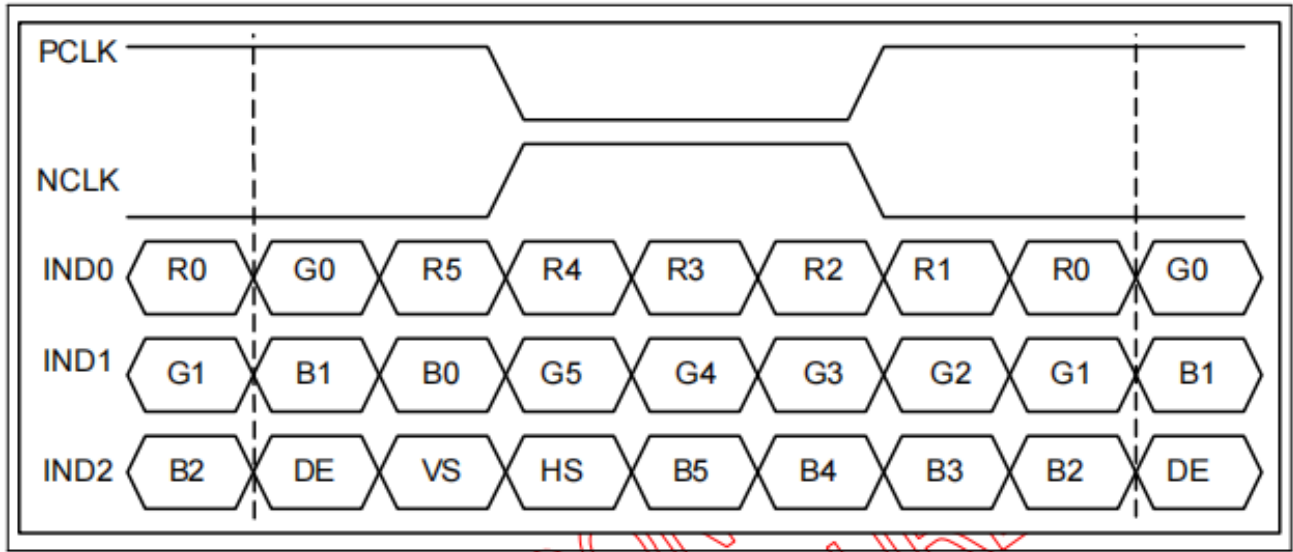 PCLK
NCLK
IND0 R0 G0 R5 R4 R3 R2 R1 R0 G0
IND1 G1 B1 B0 G5 G4 G3 G2 G1 B1
IND2 B2 DE VS HS B5 B4 B3 B2 DE